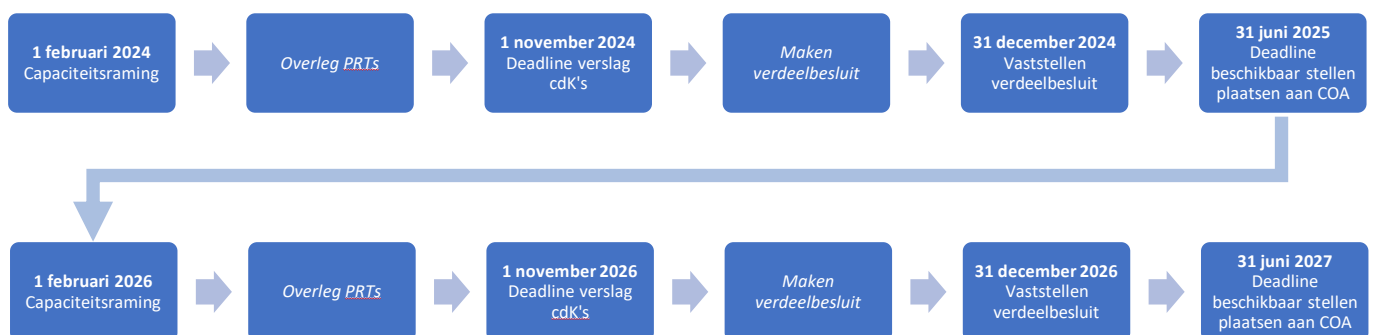 1 februari 2024
Capaciteitsraming
Overleg PRTs
1 november 2024
Deadline verslag
cdK's
Maken
verdeelbesluit
31 december 2024
Vaststellen
verdeelbesluit
31 juni 2025
Deadline
beschikbaar stellen
plaatsen aan COA
1 februari 2026
Capaciteitsraming
Overleg PRTs
1 november 2026
Deadline verslag
cdK's
Maken
verdeelbesluit
31 december 2026
Vaststellen
verdeelbesluit
31 juni 2027
Deadline
beschikbaar stellen
plaatsen aan COA